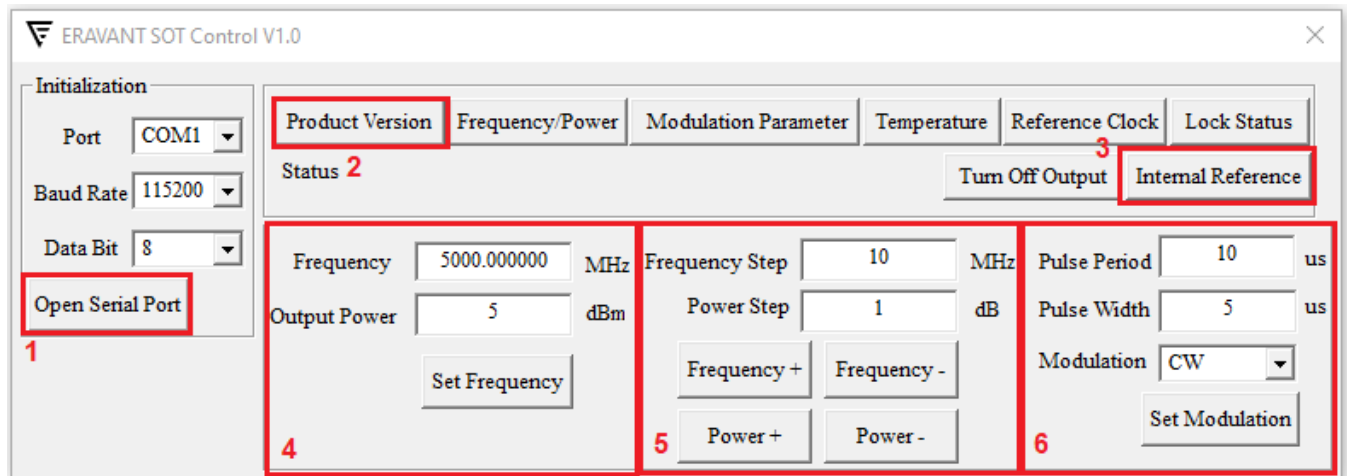 ERAVANT SOT Control V1.0
Initialization
Port COM1
Baud Rate 115200
Data Bit 8
Open Serial Port
1
Product Version Frequency/Power Modulation Parameter Temperature Reference Clock Lock Status
Status 2 3
Turn Off Output Internal Reference
Frequency 5000.000000 MHz
Output Power 5 dBm
Set Frequency
4
Frequency Step 10 MHz
Power Step 1 dB
Frequency + Frequency -
Power + Power -
5
Pulse Period 10 us
Pulse Width 5 us
Modulation CW
Set Modulation
6